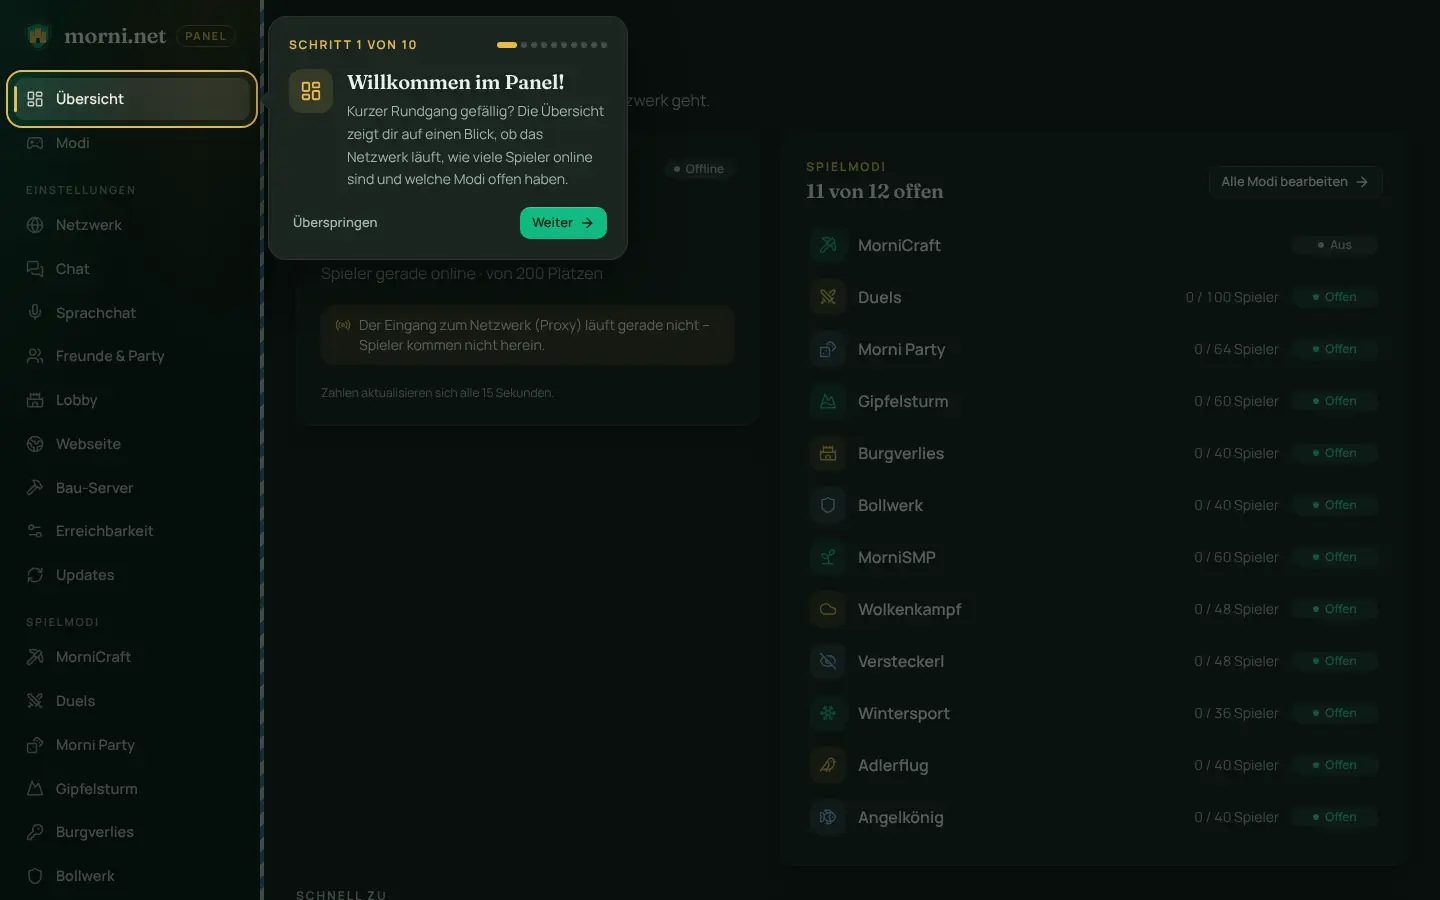 morni.net PANEL
Übersicht
Modi
EINSTELLUNGEN
Netzwerk
Chat
Sprachchat
Freunde & Party
Lobby
Webseite
Bau-Server
Erreichbarkeit
Updates
SPIELMODI
MorniCraft
Duels
Morni Party
Gipfelsturm
Burgverlies
Bollwerk
SCHRITT 1 VON 10
Willkommen im Panel!
Kurzer Rundgang gefällig? Die Übersicht
zeigt dir auf einen Blick, ob das
Netzwerk läuft, wie viele Spieler online
sind und welche Modi offen haben.
Überspringen
Weiter
zwerk geht.
Offline
Spieler gerade online · von 200 Plätzen
Der Eingang zum Netzwerk (Proxy) läuft gerade nicht –
Spieler kommen nicht herein.
Zahlen aktualisieren sich alle 15 Sekunden.
SPIELMODI
11 von 12 offen
Alle Modi bearbeiten
MorniCraft Aus
Duels 0 / 100 Spieler Offen
Morni Party 0 / 64 Spieler Offen
Gipfelsturm 0 / 60 Spieler Offen
Burgverlies 0 / 40 Spieler Offen
Bollwerk 0 / 40 Spieler Offen
MorniSMP 0 / 60 Spieler Offen
Wolkenkampf 0 / 48 Spieler Offen
Versteckerl 0 / 48 Spieler Offen
Wintersport 0 / 36 Spieler Offen
Adlerflug 0 / 40 Spieler Offen
Angelkönig 0 / 40 Spieler Offen
SCHNELL ZU